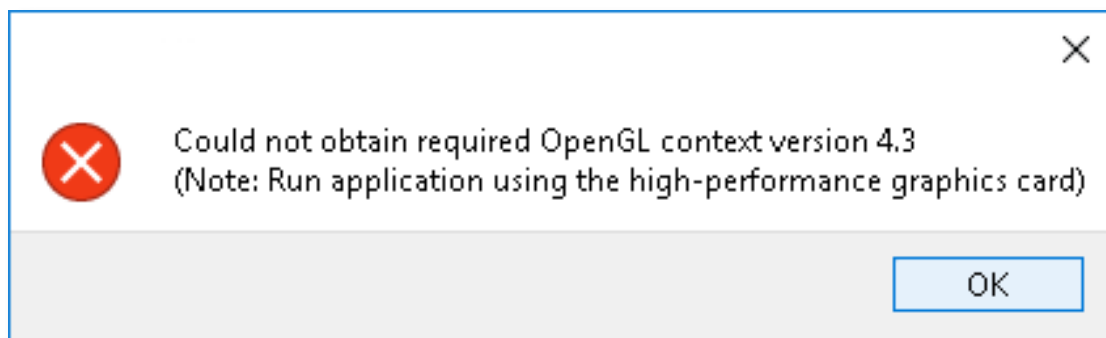 Could not obtain required OpenGL context version 4.3
(Note: Run application using the high-performance graphics card)
OK